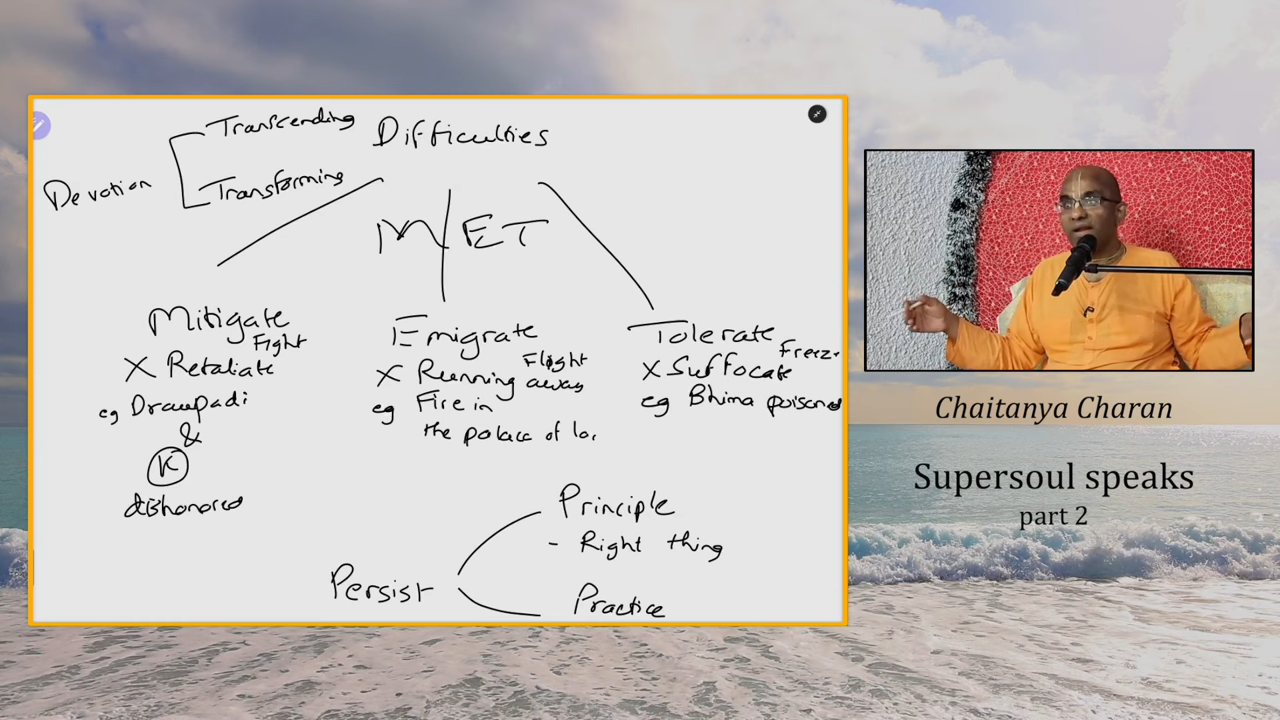 Transcending
Difficulties
Devotion
Transforming
MET
Mitigate
Fight
X Retaliate
eg Draupadi
&
K
dishonored
Emigrate
Flight
X Running away
eg Fire in
the palace of lac
Tolerate
Freeze
X Suffocate
eg Bhima poisoned
Principle
- Right thing
Persist
Practice
Chaitanya Charan
Supersoul speaks
part 2